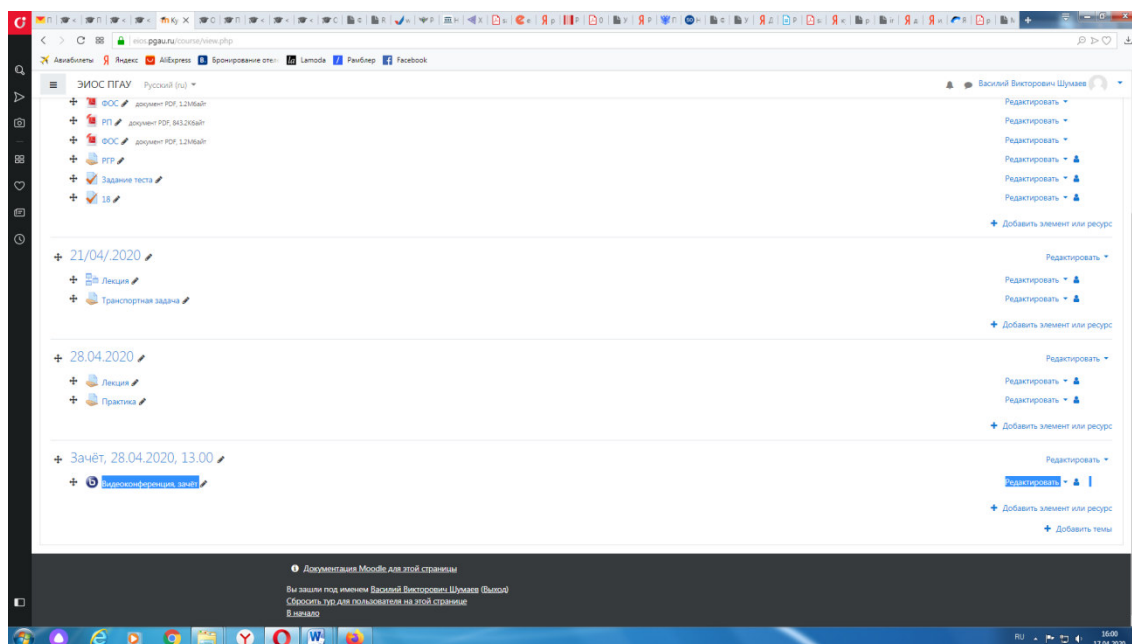 eios.pgau.ru/course/view.php
Авиабилеты Яндекс AliExpress Бронирование отел Lamoda Рамблер Facebook
ЭИОС ПГАУ Русский (ru) Василий Викторович Шумаев
ФОС документ PDF, 1.2Мбайт Редактировать
РП документ PDF, 843.2Кбайт Редактировать
ФОС документ PDF, 1.2Мбайт Редактировать
РГР Редактировать
Задание теста Редактировать
18 Редактировать
Добавить элемент или ресурс
21/04/.2020 Редактировать
Лекция Редактировать
Транспортная задача Редактировать
Добавить элемент или ресурс
28.04.2020 Редактировать
Лекция Редактировать
Практика Редактировать
Добавить элемент или ресурс
Зачёт, 28.04.2020, 13.00 Редактировать
Видеоконференция, зачёт Редактировать
Добавить элемент или ресурс
Добавить темы
Документация Moodle для этой страницы
Вы зашли под именем Василий Викторович Шумаев (Выход)
Сбросить тур для пользователя на этой странице
В начало
RU 16:00
17.04.2020